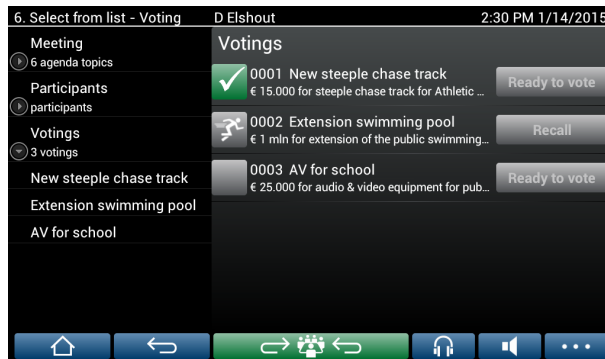 6. Select from list - Voting D Elshout 2:30 PM 1/14/2015
Meeting
6 agenda topics
Participants
participants
Votings
3 votings
New steeple chase track
Extension swimming pool
AV for school
Votings
0001 New steeple chase track
€ 15.000 for steeple chase track for Athletic ...
Ready to vote
0002 Extension swimming pool
€ 1 mln for extension of the public swimming...
Recall
0003 AV for school
€ 25.000 for audio & video equipment for pub...
Ready to vote